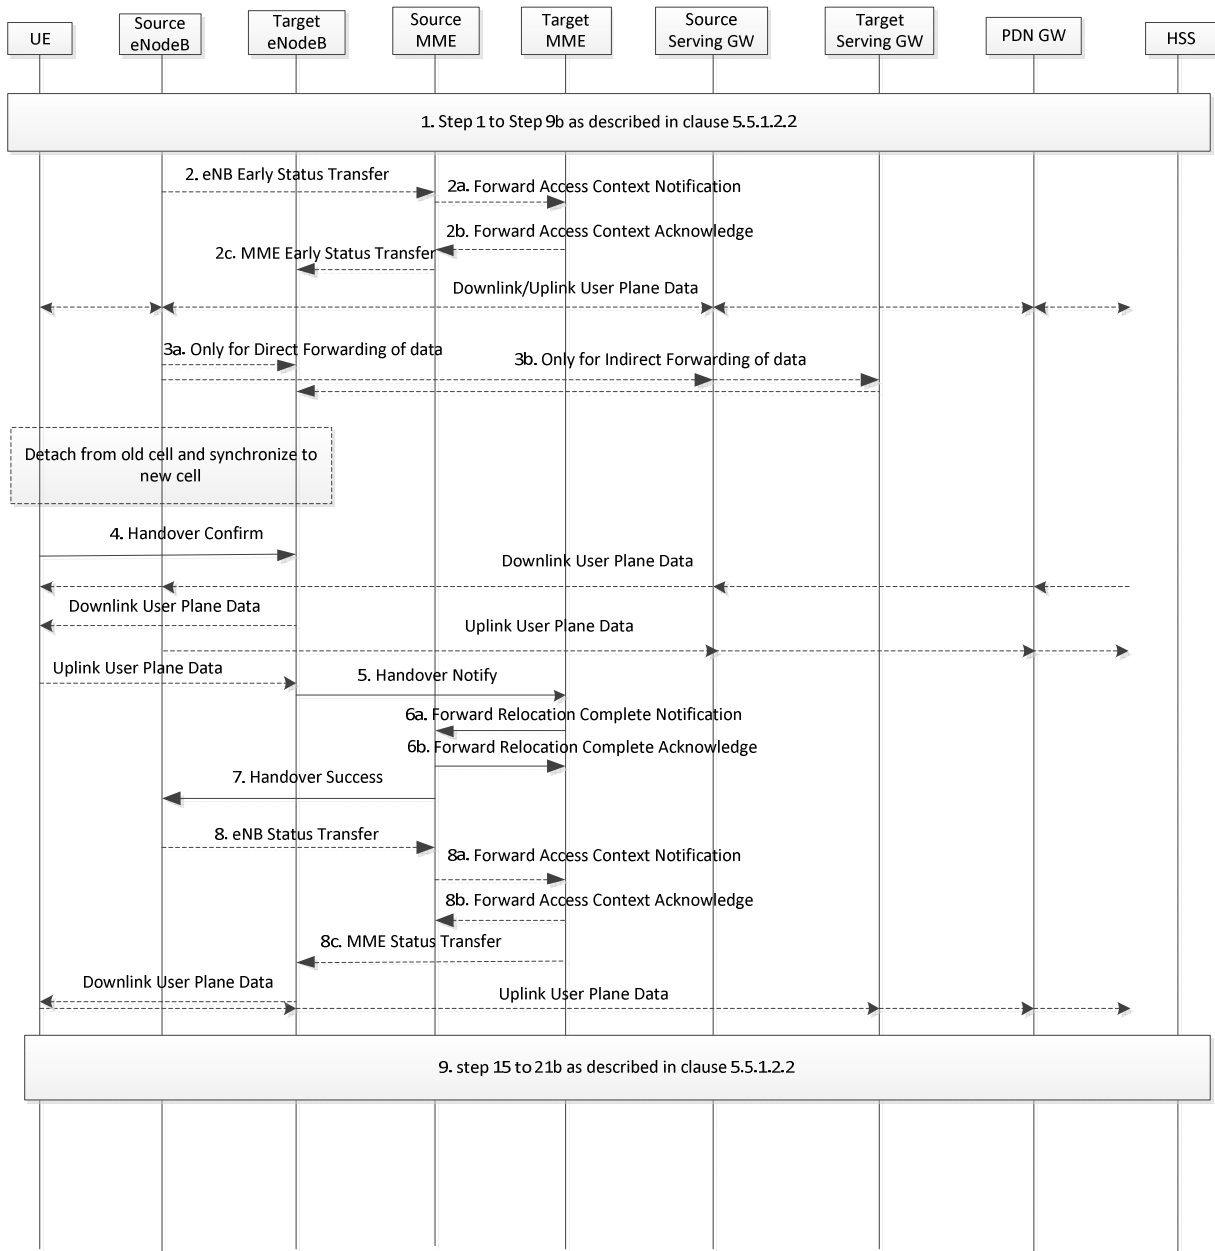 UE
Source
eNodeB
Target
eNodeB
Source
MME
Target
MME
Source
Serving GW
Target
Serving GW
PDN GW
HSS
1. Step 1 to Step 9b as described in clause 5.5.1.2.2
2. eNB Early Status Transfer
2a. Forward Access Context Notification
2b. Forward Access Context Acknowledge
2c. MME Early Status Transfer
Downlink/Uplink User Plane Data
3a. Only for Direct Forwarding of data
3b. Only for Indirect Forwarding of data
Detach from old cell and synchronize to
new cell
4. Handover Confirm
Downlink User Plane Data
Downlink User Plane Data
Uplink User Plane Data
Uplink User Plane Data
5. Handover Notify
6a. Forward Relocation Complete Notification
6b. Forward Relocation Complete Acknowledge
7. Handover Success
8. eNB Status Transfer
8a. Forward Access Context Notification
8b. Forward Access Context Acknowledge
8c. MME Status Transfer
Downlink User Plane Data
Uplink User Plane Data
9. step 15 to 21b as described in clause 5.5.1.2.2